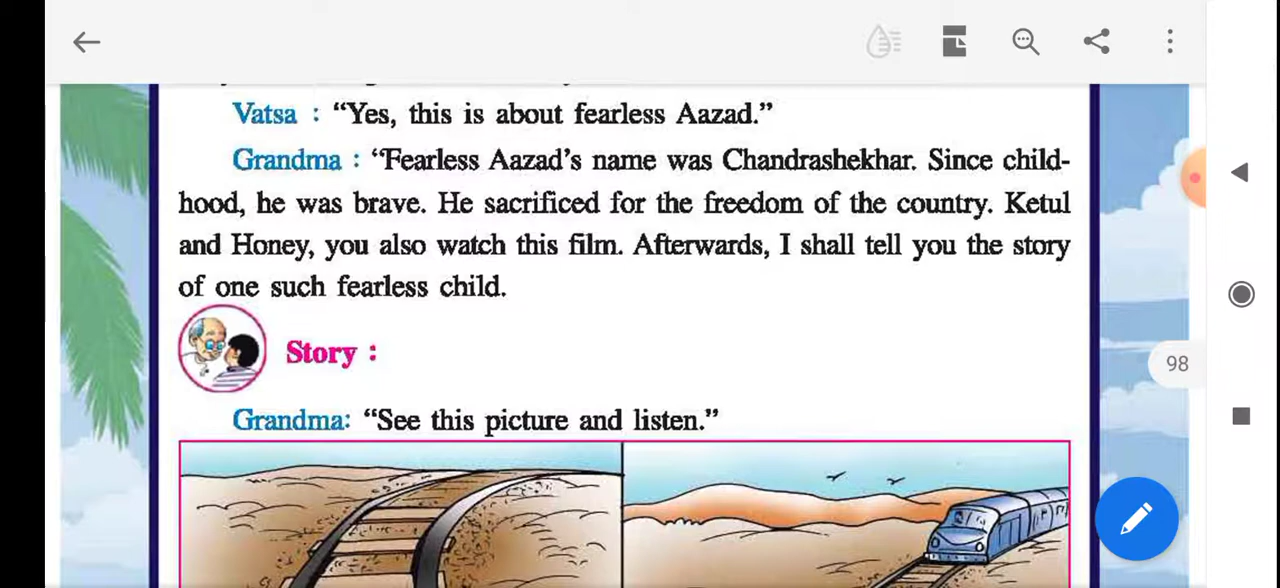 Vatsa : “Yes, this is about fearless Aazad.”
Grandma : “Fearless Aazad’s name was Chandrashekhar. Since child-
hood, he was brave. He sacrificed for the freedom of the country. Ketul
and Honey, you also watch this film. Afterwards, I shall tell you the story
of one such fearless child.
98
Story :
Grandma: “See this picture and listen.”